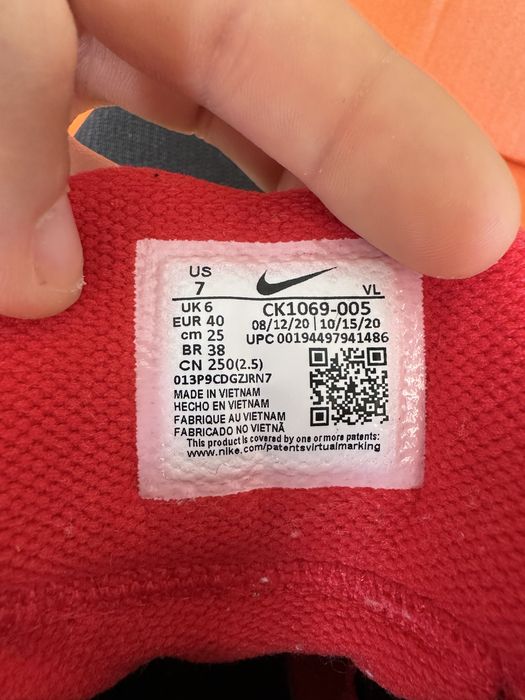 US
7
VL
UK 6
EUR 40
cm 25
BR 38
CN 250(2.5)
CK1069-005
08/12/20 | 10/15/20
UPC 00194497941486
013P9CDGZJRN7
MADE IN VIETNAM
HECHO EN VIETNAM
FABRIQUE AU VIETNAM
FABRICADO NO VIETNÃ
This product is covered by one or more patents:
www.nike.com/patentsvirtualmarking